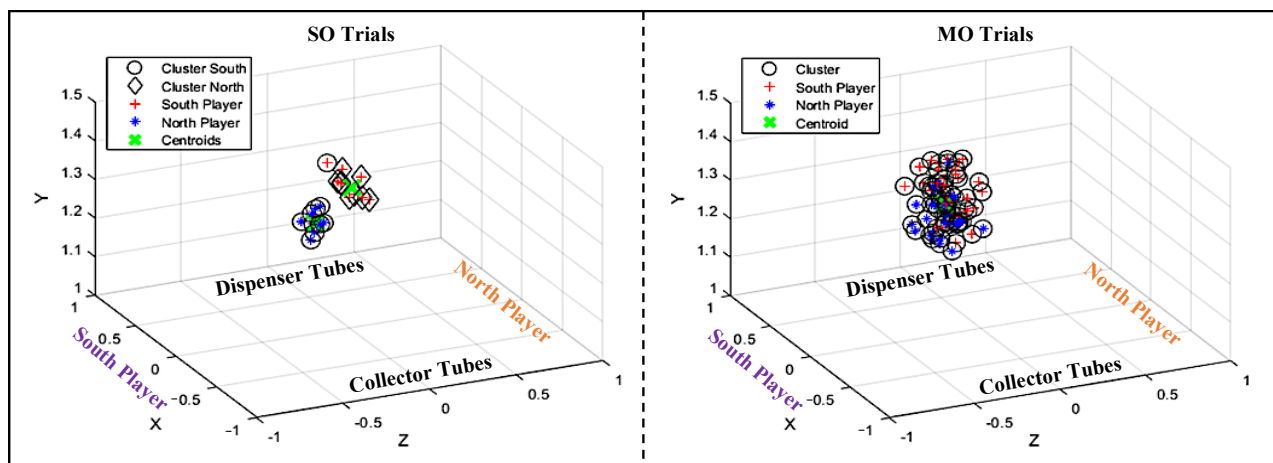 SO Trials
Cluster South
Cluster North
South Player
North Player
Centroids
1.5
1.4
1.3
1.2
1.1
1
Y
1
0.5
0
-0.5
-1
X
-1
-0.5
0
0.5
1
Z
Dispenser Tubes
North Player
South Player
Collector Tubes
MO Trials
Cluster
South Player
North Player
Centroid
1.5
1.4
1.3
1.2
1.1
1
Y
1
0.5
0
-0.5
-1
X
-1
-0.5
0
0.5
1
Z
Dispenser Tubes
North Player
South Player
Collector Tubes